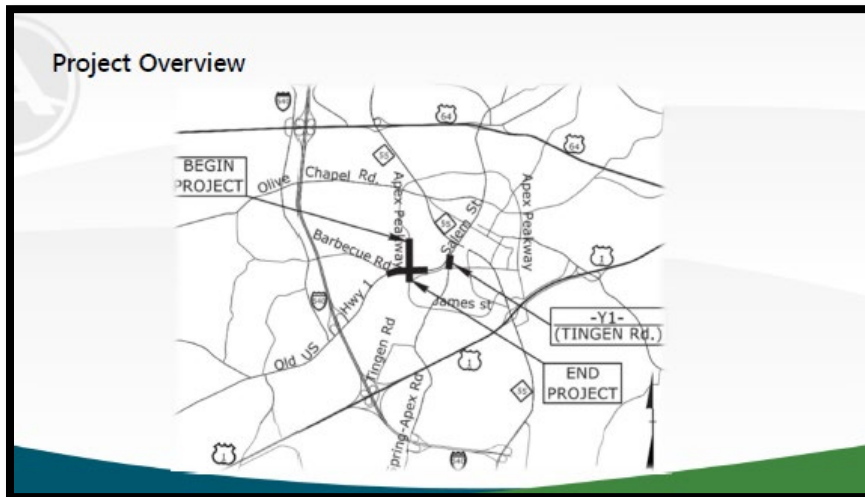 Project Overview
540
64
64
55
BEGIN
PROJECT
Olive Chapel Rd.
Apex Peakway
Apex Peakway
55
Salem St.
1
Barbecue Rd
540
Hwy 1
James st
-Y1-
(TINGEN Rd.)
Tingen Rd
Old US
1
END
PROJECT
55
pring-Apex Rd
1
540